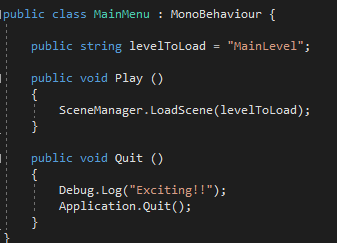 public class MainMenu : MonoBehaviour {
public string levelToLoad = "MainLevel";
public void Play ()
{
SceneManager.LoadScene(levelToLoad);
}
public void Quit ()
{
Debug.Log("Exciting!!");
Application.Quit();
}
}